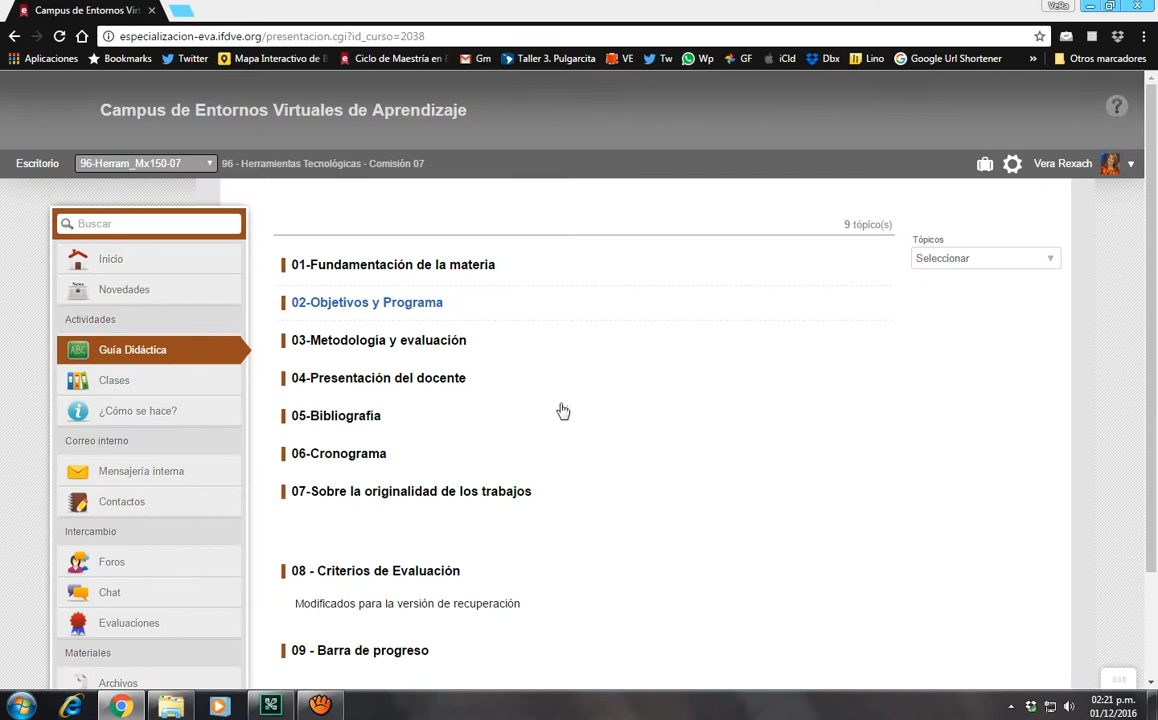 Campus de Entornos Virt
VeRa
especializacion-eva.ifdve.org/presentacion.cgi?id_curso=2038
Aplicaciones Bookmarks Twitter Mapa Interactivo de Ciclo de Maestría en Gm Taller 3. Pulgarcita VE Tw Wp GF iCld Dbx Lino Google Url Shortener » Otros marcadores
Campus de Entornos Virtuales de Aprendizaje
?
Escritorio 96-Herram_Mx150-07 96 - Herramientas Tecnológicas - Comisión 07 Vera Rexach
Buscar
Inicio
News
Novedades
Actividades
ABC
Guía Didáctica
Clases
¿Cómo se hace?
Correo interno
Mensajería interna
Contactos
Intercambio
Foros
Chat
Evaluaciones
Materiales
Archivos
9 tópico(s)
01-Fundamentación de la materia
02-Objetivos y Programa
03-Metodología y evaluación
04-Presentación del docente
05-Bibliografía
06-Cronograma
07-Sobre la originalidad de los trabajos
08 - Criterios de Evaluación
Modificados para la versión de recuperación
09 - Barra de progreso
Tópicos
Seleccionar
02:21 p.m.
01/12/2016